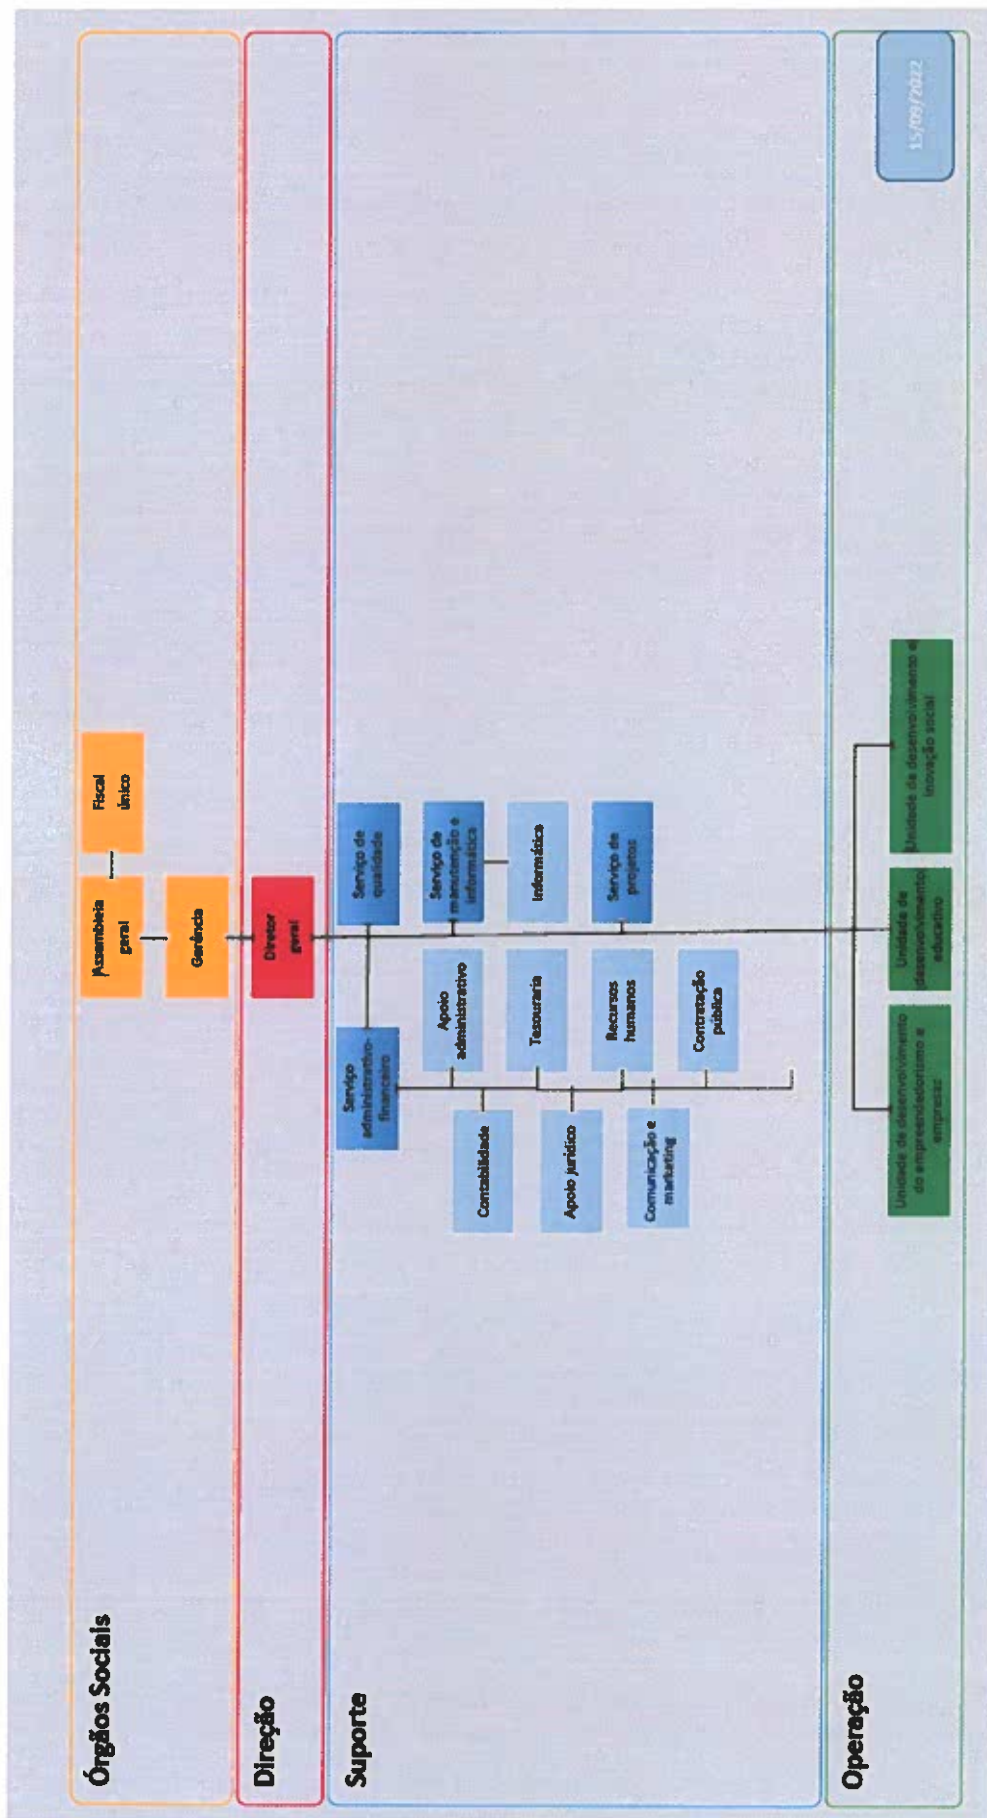 Órgãos Sociais
Assembleia
geral
Fiscal
único
Gerência
Direção
Diretor
geral
Suporte
Serviço
administrativo-
financeiro
Serviço de
qualidade
Apoio
administrativo
Serviço de
manutenção e
informática
Contabilidade
Tesouraria
Informática
Apoio jurídico
Recursos
humanos
Serviço de
projetos
Comunicação e
marketing
Contratação
pública
Operação
Unidade de desenvolvimento
do empreendedorismo e
empresas
Unidade de
desenvolvimento
educativo
Unidade de desenvolvimento e
inovação social
15/09/2022